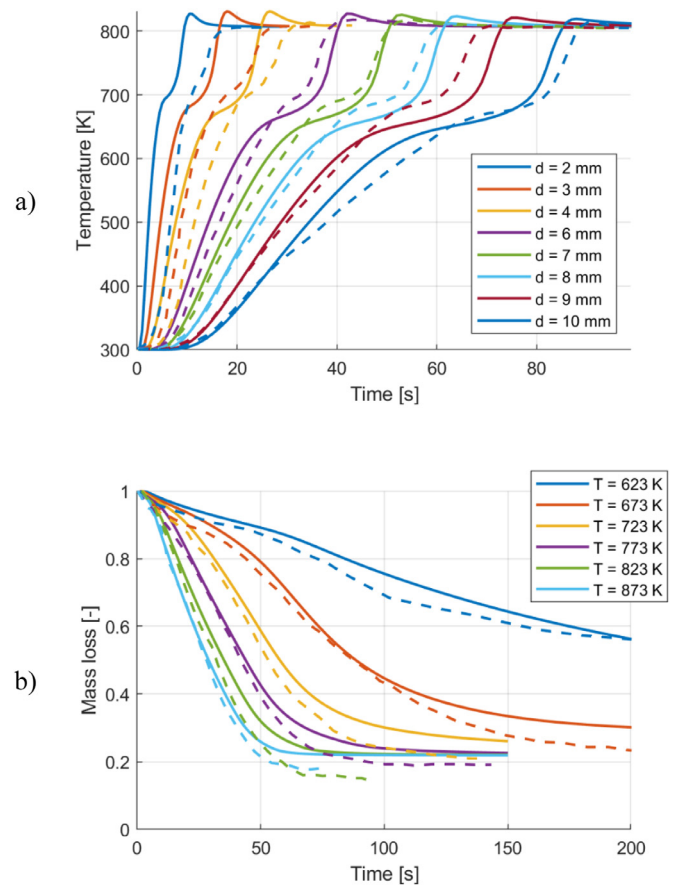 a)
Temperature [K]
800
700
600
500
400
300
0
20
40
60
80
Time [s]
d = 2 mm
d = 3 mm
d = 4 mm
d = 6 mm
d = 7 mm
d = 8 mm
d = 9 mm
d = 10 mm
b)
Mass loss [-]
1
0.8
0.6
0.4
0.2
0
0
50
100
150
200
Time [s]
T = 623 K
T = 673 K
T = 723 K
T = 773 K
T = 823 K
T = 873 K